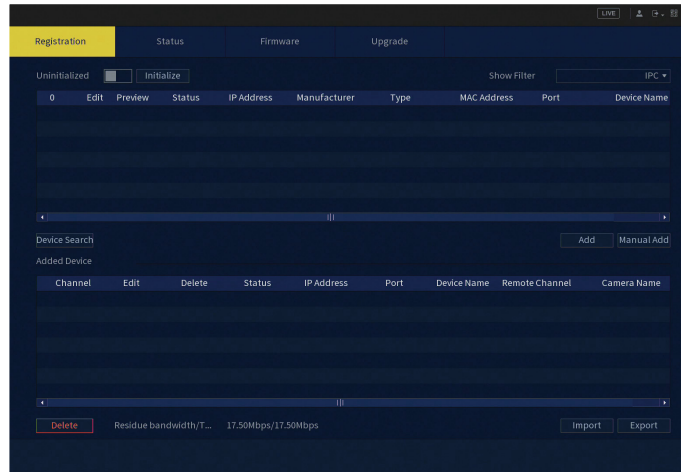 LIVE
Registration Status Firmware Upgrade
Uninitialized Initialize Show Filter IPC
0 Edit Preview Status IP Address Manufacturer Type MAC Address Port Device Name
Device Search Add Manual Add
Added Device
Channel Edit Delete Status IP Address Port Device Name Remote Channel Camera Name
Delete Residue bandwidth/T... 17.50Mbps/17.50Mbps Import Export